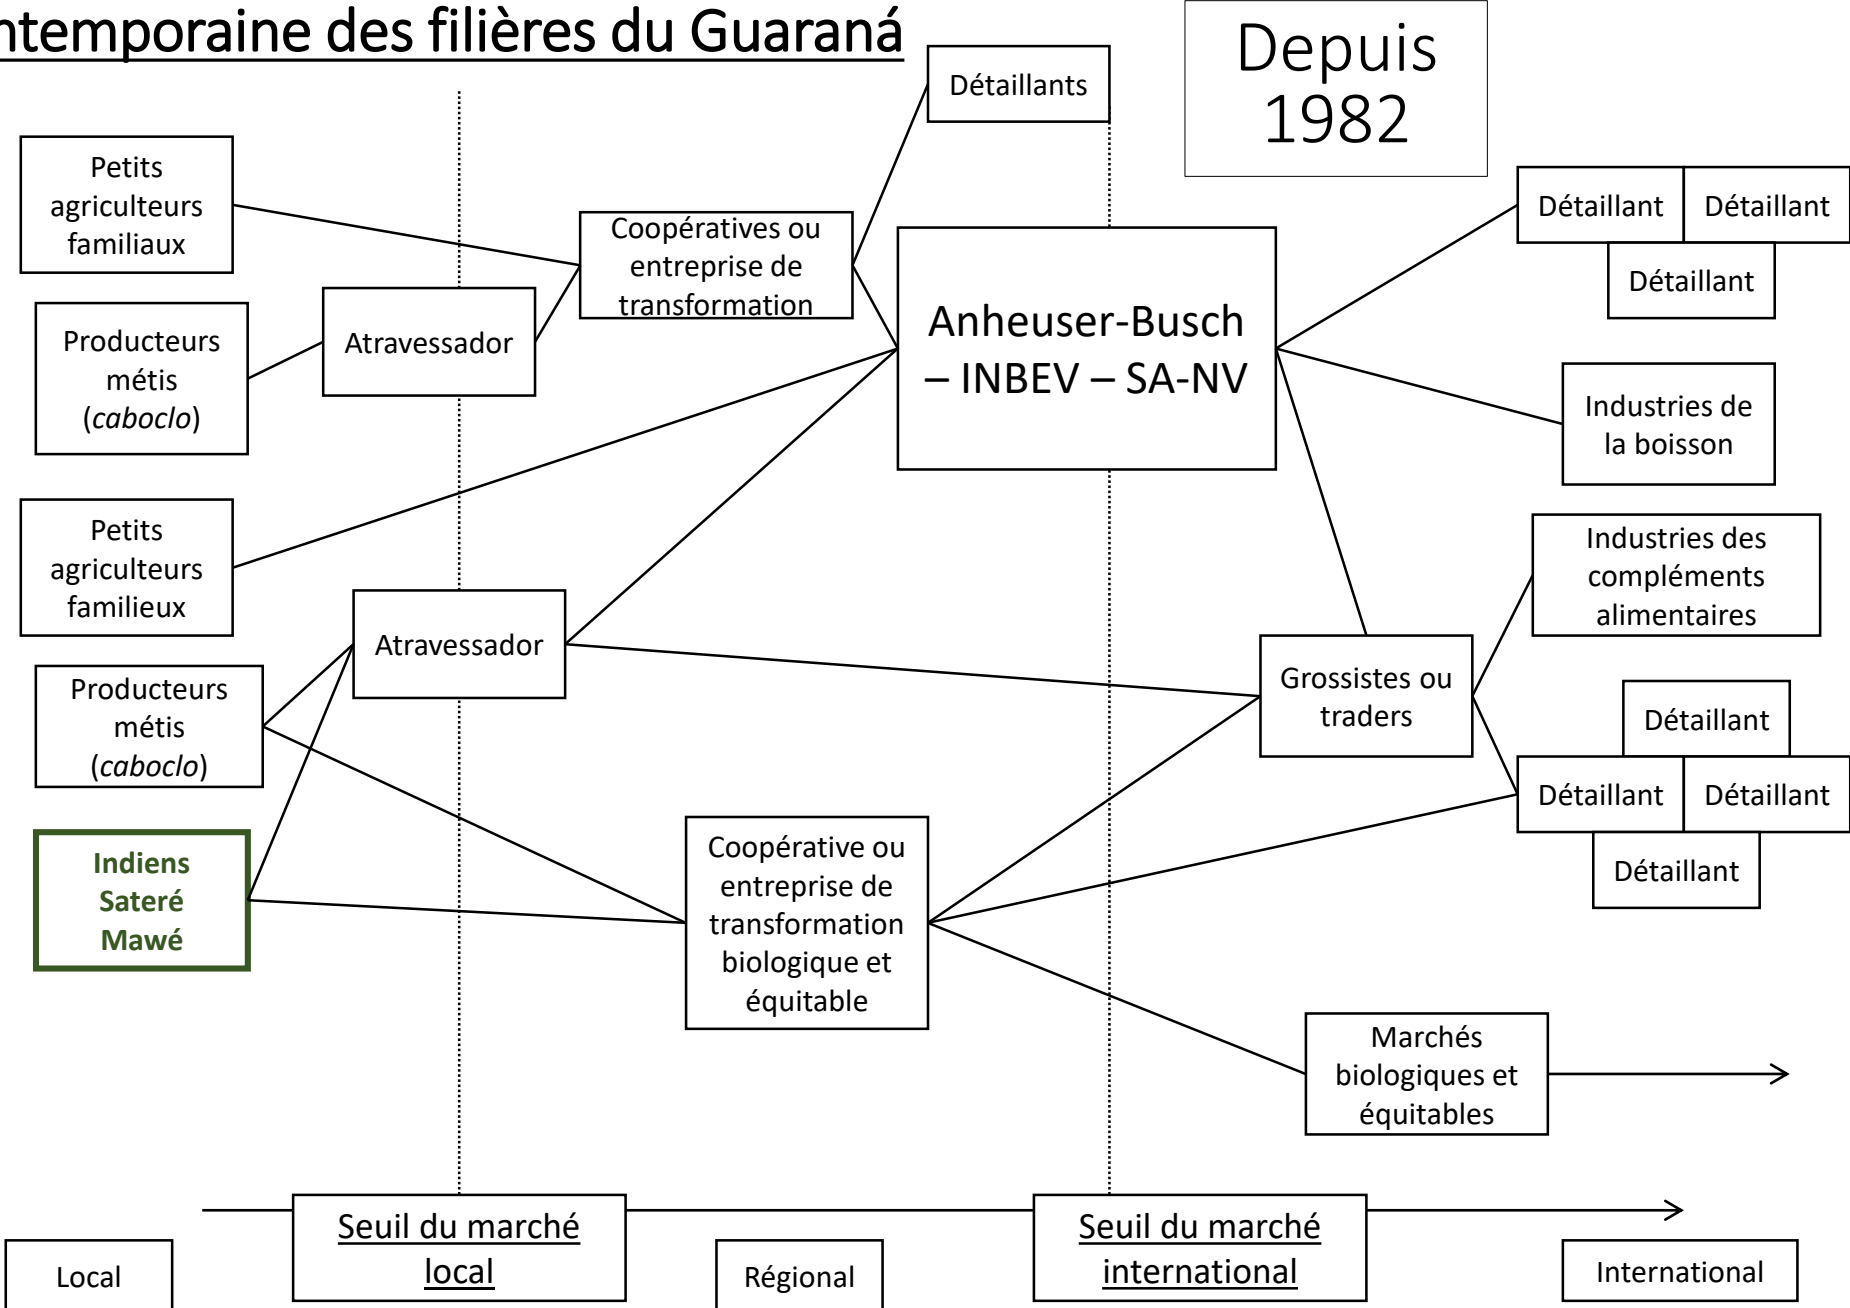 ntemporaine des filières du Guaraná
Depuis
1982
Détaillants
Petits
agriculteurs
familiaux
Coopératives ou
entreprise de
transformation
Détaillant
Détaillant
Détaillant
Producteurs
métis
(caboclo)
Atravessador
Anheuser-Busch
– INBEV – SA-NV
Industries de
la boisson
Petits
agriculteurs
familieux
Industries des
compléments
alimentaires
Atravessador
Producteurs
métis
(caboclo)
Grossistes ou
traders
Détaillant
Détaillant
Détaillant
Détaillant
Indiens
Sateré
Mawé
Coopérative ou
entreprise de
transformation
biologique et
équitable
Marchés
biologiques et
équitables
Seuil du marché
local
Seuil du marché
international
Local
Régional
International